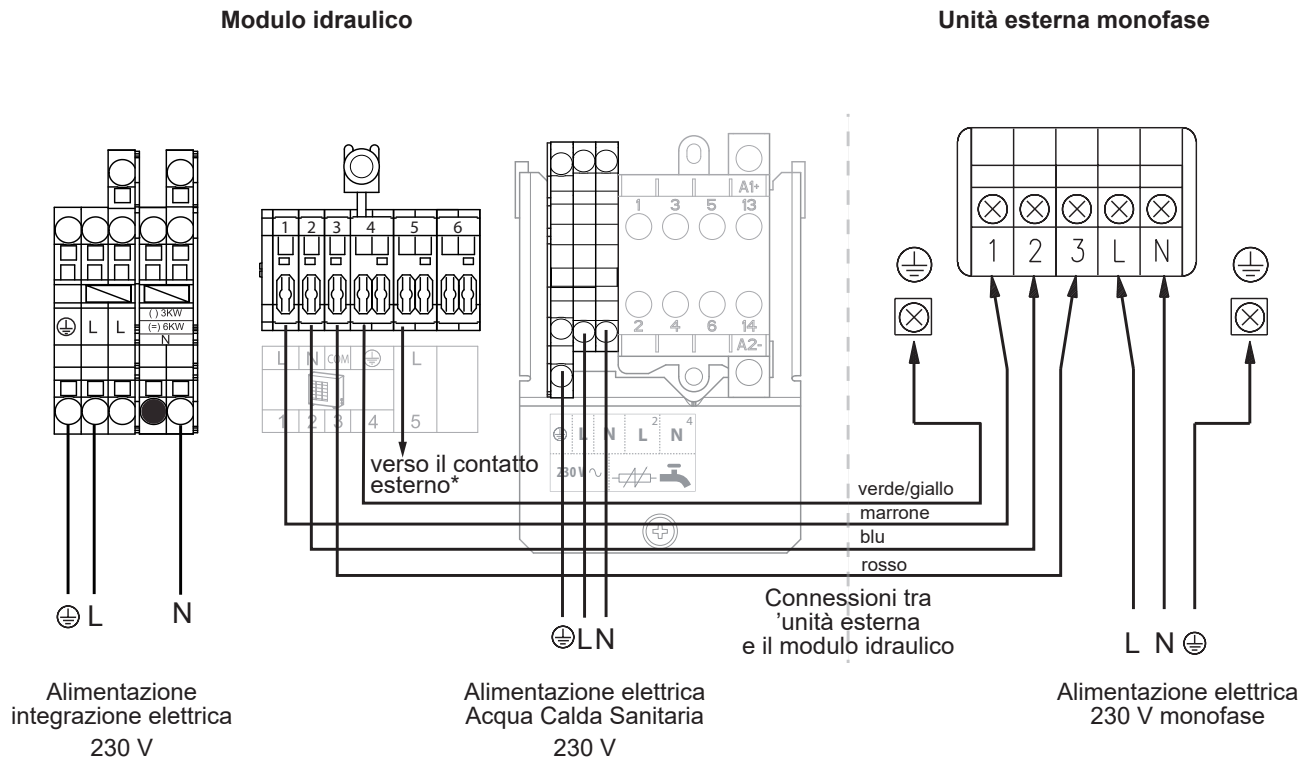 Modulo idraulico
Unità esterna monofase
1 2 3 4 5 6
A1+
1 3 5 13
2 4 6 14
A2-
1 2 3 L N
L L
( ) 3KW
(=) 6KW
N
L N COM L
1 2 3 4 5
verso il contatto
esterno*
L N L 2 N 4
230 V ~
verde/giallo
marrone
blu
rosso
Connessioni tra
'unità esterna
e il modulo idraulico
L N
L N
L N
Alimentazione
integrazione elettrica
230 V
Alimentazione elettrica
Acqua Calda Sanitaria
230 V
Alimentazione elettrica
230 V monofase